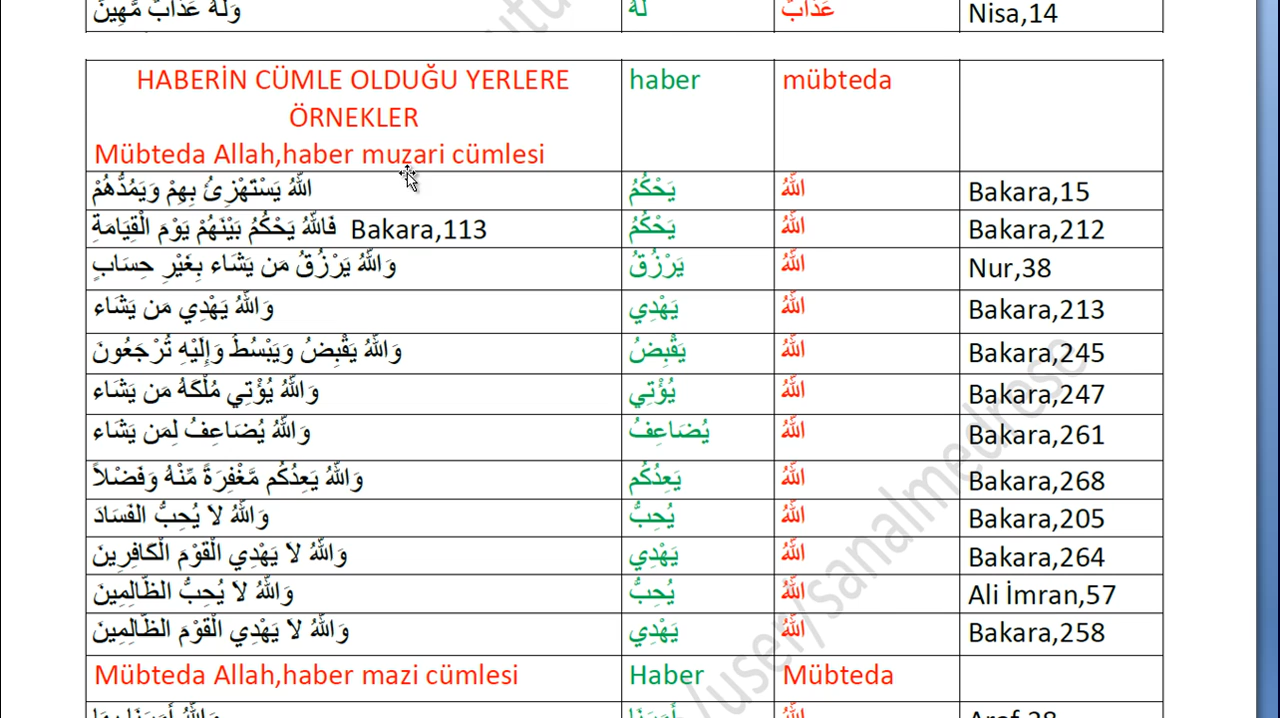 وَلَهُ عَذَابٌ مُّهِينٌ لَهُ عَذَابٌ Nisa,14
HABERİN CÜMLE OLDUĞU YERLERE haber mübteda
ÖRNEKLER
Mübteda Allah,haber muzari cümlesi
اللّهُ يَسْتَهْزِئُ بِهِمْ وَيَمُدُّهُمْ يَحْكُمُ اللّهُ Bakara,15
فَاللّهُ يَحْكُمُ بَيْنَهُمْ يَوْمَ الْقِيَامَةِ Bakara,113 يَحْكُمُ اللّهُ Bakara,212
وَاللّهُ يَرْزُقُ مَن يَشَاء بِغَيْرِ حِسَابٍ يَرْزُقُ اللّهُ Nur,38
وَاللّهُ يَهْدِي مَن يَشَاء يَهْدِي اللّهُ Bakara,213
وَاللّهُ يَقْبِضُ وَيَبْسُطُ وَإِلَيْهِ تُرْجَعُونَ يَقْبِضُ اللّهُ Bakara,245
وَاللّهُ يُؤْتِي مُلْكَهُ مَن يَشَاء يُؤْتِي اللّهُ Bakara,247
وَاللّهُ يُضَاعِفُ لِمَن يَشَاء يُضَاعِفُ اللّهُ Bakara,261
وَاللّهُ يَعِدُكُم مَّغْفِرَةً مِّنْهُ وَفَضْلاً يَعِدُكُم اللّهُ Bakara,268
وَاللّهُ لاَ يُحِبُّ الفَسَادَ يُحِبُّ اللّهُ Bakara,205
وَاللّهُ لاَ يَهْدِي الْقَوْمَ الْكَافِرِينَ يَهْدِي اللّهُ Bakara,264
وَاللّهُ لاَ يُحِبُّ الظَّالِمِينَ يُحِبُّ اللّهُ Ali İmran,57
وَاللّهُ لاَ يَهْدِي الْقَوْمَ الظَّالِمِينَ يَهْدِي اللّهُ Bakara,258
Mübteda Allah,haber mazi cümlesi Haber Mübteda
/user/sanalmedrese